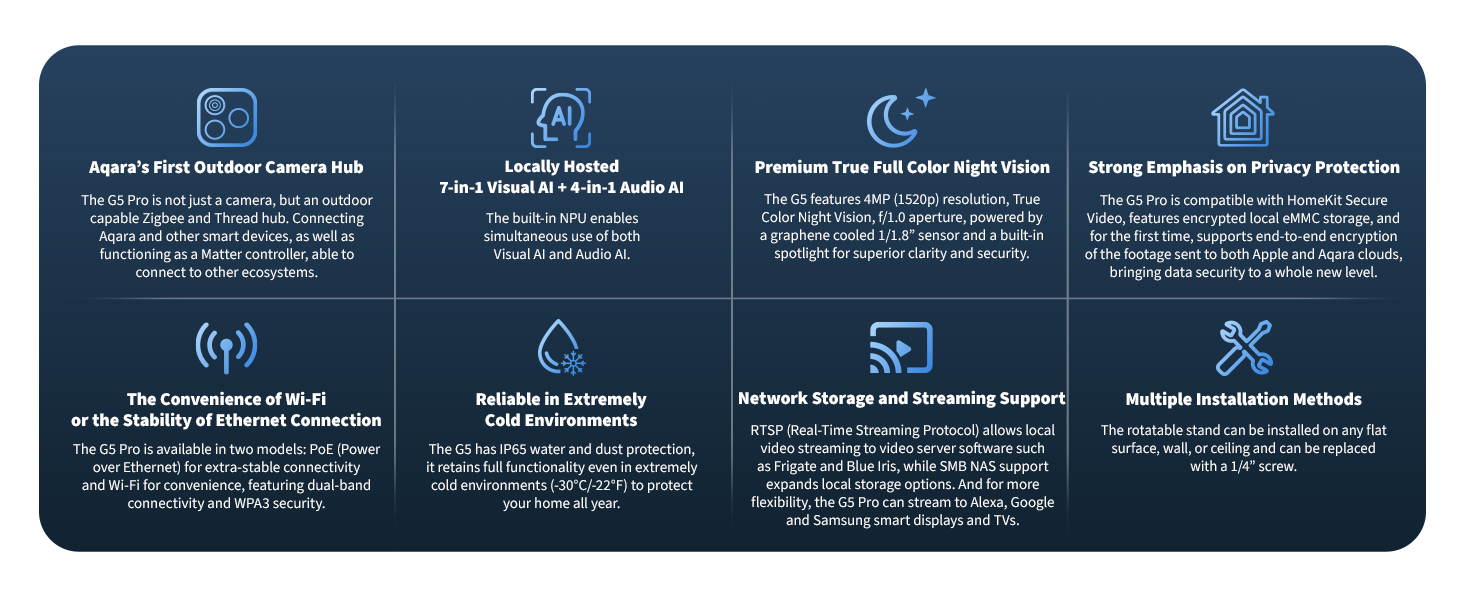 Aqara’s First Outdoor Camera Hub
The G5 Pro is not just a camera, but an outdoor
capable Zigbee and Thread hub. Connecting
Aqara and other smart devices, as well as
functioning as a Matter controller, able to
connect to other ecosystems.
AI
Locally Hosted
7-in-1 Visual AI + 4-in-1 Audio AI
The built-in NPU enables
simultaneous use of both
Visual AI and Audio AI.
Premium True Full Color Night Vision
The G5 features 4MP (1520p) resolution, True
Color Night Vision, f/1.0 aperture, powered by
a graphene cooled 1/1.8” sensor and a built-in
spotlight for superior clarity and security.
Strong Emphasis on Privacy Protection
The G5 Pro is compatible with HomeKit Secure
Video, features encrypted local eMMC storage, and
for the first time, supports end-to-end encryption
of the footage sent to both Apple and Aqara clouds,
bringing data security to a whole new level.
The Convenience of Wi-Fi
or the Stability of Ethernet Connection
The G5 Pro is available in two models: PoE (Power
over Ethernet) for extra-stable connectivity
and Wi-Fi for convenience, featuring dual-band
connectivity and WPA3 security.
Reliable in Extremely
Cold Environments
The G5 has IP65 water and dust protection,
it retains full functionality even in extremely
cold environments (-30°C/-22°F) to protect
your home all year.
Network Storage and Streaming Support
RTSP (Real-Time Streaming Protocol) allows local
video streaming to video server software such
as Frigate and Blue Iris, while SMB NAS support
expands local storage options. And for more
flexibility, the G5 Pro can stream to Alexa, Google
and Samsung smart displays and TVs.
Multiple Installation Methods
The rotatable stand can be installed on any flat
surface, wall, or ceiling and can be replaced
with a 1/4” screw.